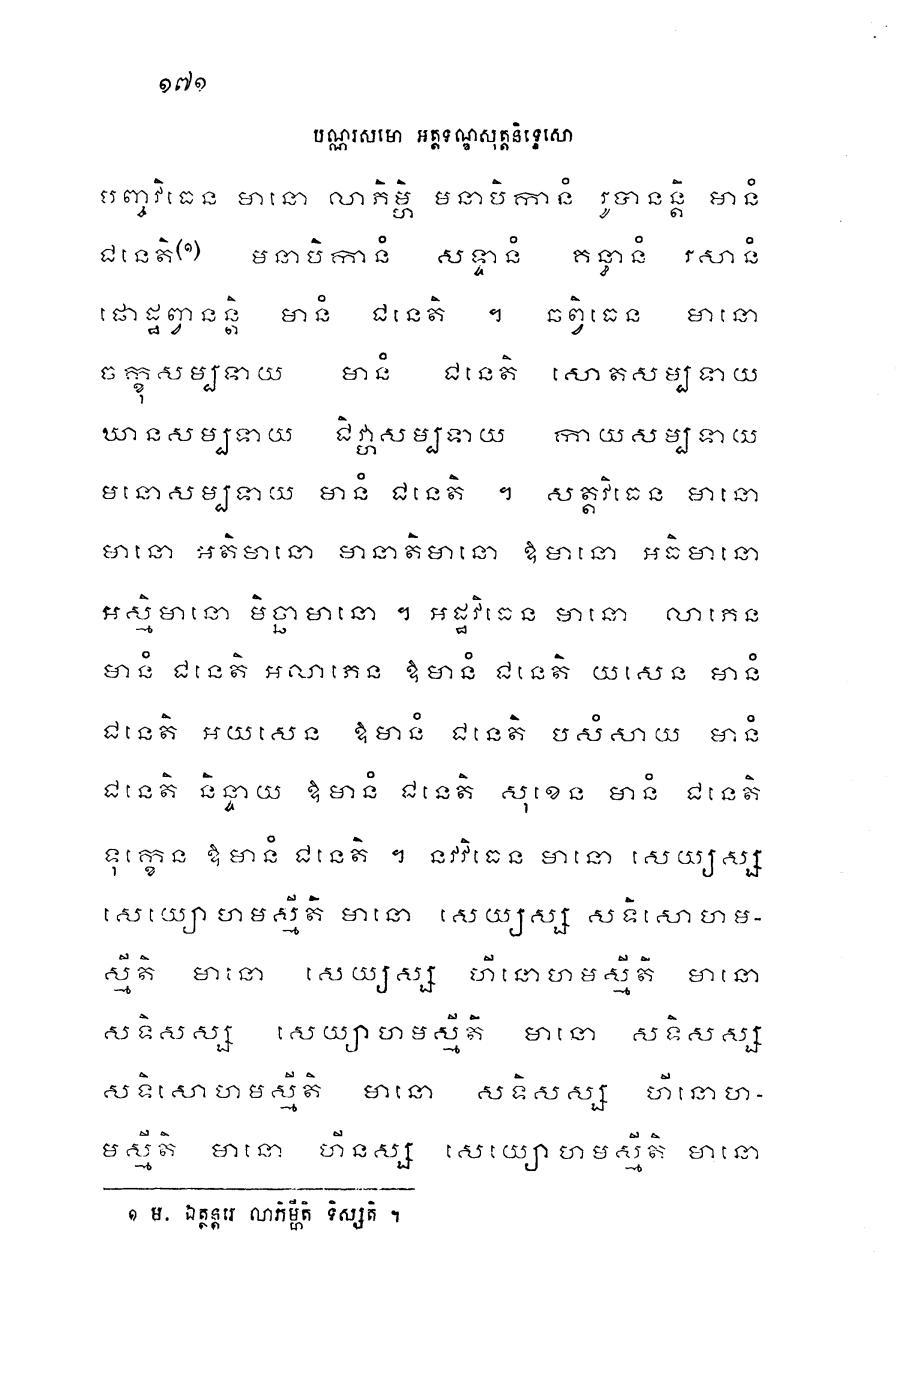 ១៧១
បណ្ណរសមោ អត្តទណ្ឌសុត្តនិទ្ទេសោ
បញ្ចវិធេន មានោ លាភិម្ហិ មនាបិកានំ រូបានន្តិ មានំ
ជនេតិ(១) មនាបិកានំ សទ្ទានំ គន្ធានំ រសានំ
ផោដ្ឋព្វានន្តិ មានំ ជនេតិ ។ ឆព្វិធេន មានោ
ចក្ខុសម្បទាយ មានំ ជនេតិ សោតសម្បទាយ
ឃានសម្បទាយ ជិវ្ហាសម្បទាយ កាយសម្បទាយ
មនោសម្បទាយ មានំ ជនេតិ ។ សត្តវិធេន មានោ
មានោ អតិមានោ មានាតិមានោ ឱមានោ អធិមានោ
អស្មិមានោ មិច្ឆាមានោ ។ អដ្ឋវិធេន មានោ លាភេន
មានំ ជនេតិ អលាភេន ឱមានំ ជនេតិ យសេន មានំ
ជនេតិ អយសេន ឱមានំ ជនេតិ បសំសាយ មានំ
ជនេតិ និន្ទាយ ឱមានំ ជនេតិ សុខេន មានំ ជនេតិ
ទុក្ខេន ឱមានំ ជនេតិ ។ នវវិធេន មានោ សេយ្យស្ស
សេយ្យោហមស្មីតិ មានោ សេយ្យស្ស សទិសោហម-
ស្មីតិ មានោ សេយ្យស្ស ហីនោហមស្មីតិ មានោ
សទិសស្ស សេយ្យោហមស្មីតិ មានោ សទិសស្ស
សទិសោហមស្មីតិ មានោ សទិសស្ស ហីនោហ-
មស្មីតិ មានោ ហីនស្ស សេយ្យោហមស្មីតិ មានោ
១ ម. ឯត្ថន្តរេ លាភិម្ហីតិ ទិស្សតិ ។